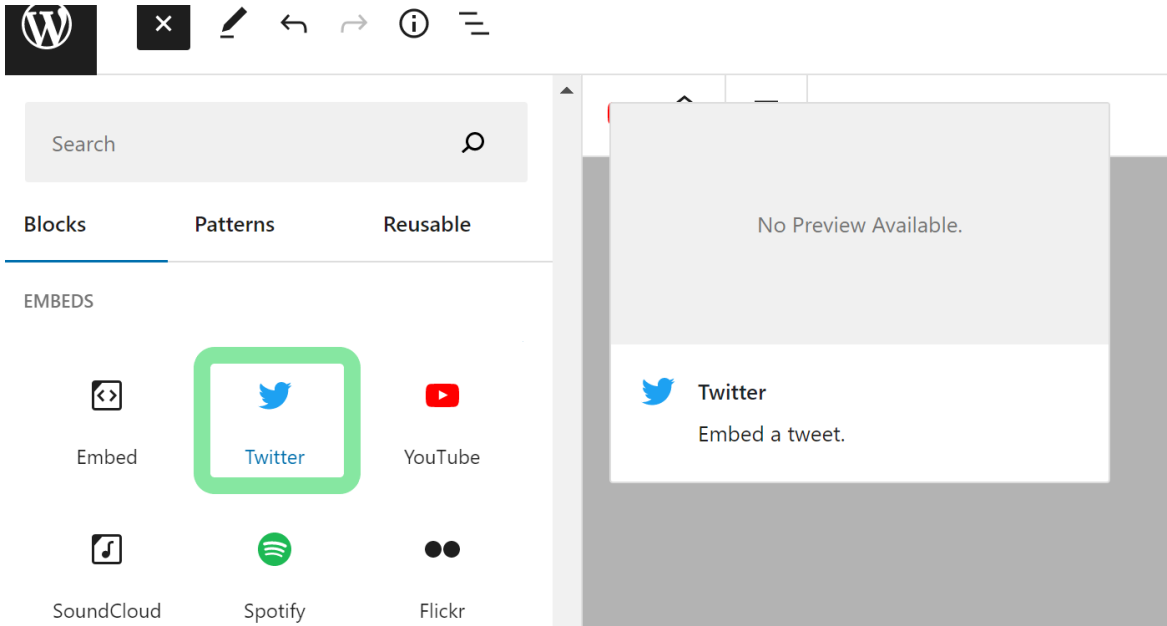 Search
Blocks Patterns Reusable
EMBEDS
Embed Twitter YouTube
SoundCloud Spotify Flickr
No Preview Available.
Twitter
Embed a tweet.